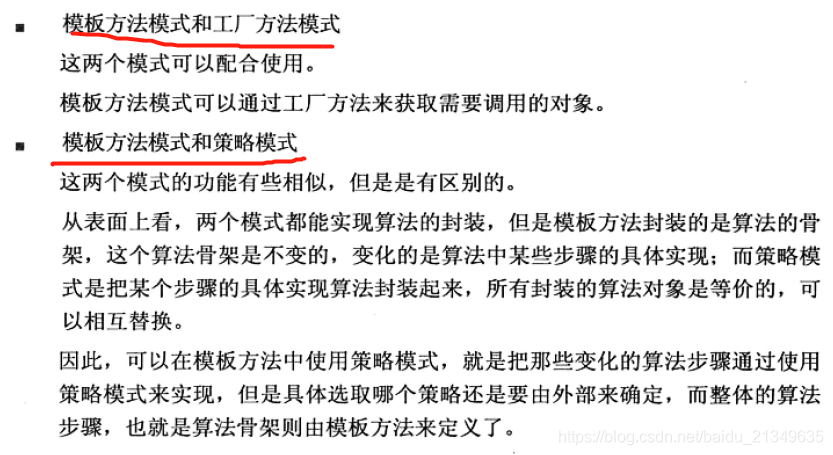 ■ 模板方法模式和工厂方法模式
这两个模式可以配合使用。
模板方法模式可以通过工厂方法来获取需要调用的对象。
■ 模板方法模式和策略模式
这两个模式的功能有些相似，但是是有区别的。
从表面上看，两个模式都能实现算法的封装，但是模板方法封装的是算法的骨
架，这个算法骨架是不变的，变化的是算法中某些步骤的具体实现；而策略模
式是把某个步骤的具体实现算法封装起来，所有封装的算法对象是等价的，可
以相互替换。
因此，可以在模板方法中使用策略模式，就是把那些变化的算法步骤通过使用
策略模式来实现，但是具体选取哪个策略还是要由外部来确定，而整体的算法
步骤，也就是算法骨架则由模板方法来定义了。
https://blog.csdn.net/baidu_21349635